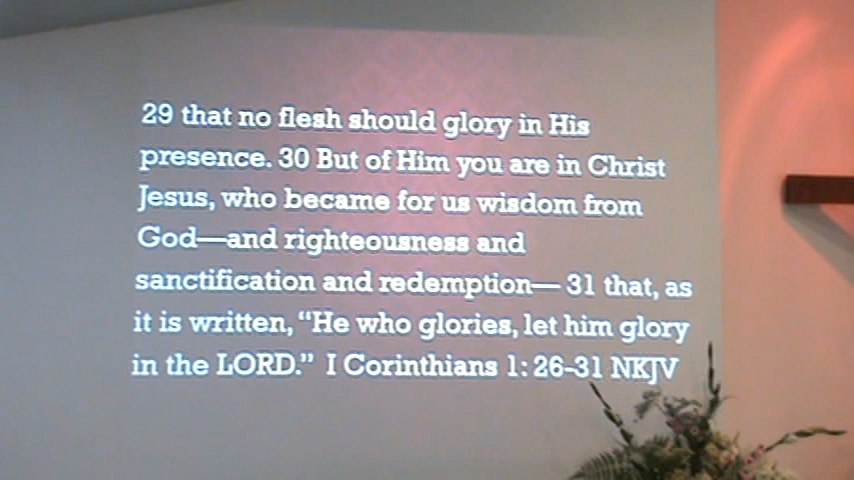 29 that no flesh should glory in His
presence. 30 But of Him you are in Christ
Jesus, who became for us wisdom from
God—and righteousness and
sanctification and redemption— 31 that, as
it is written, “He who glories, let him glory
in the LORD.” I Corinthians 1: 26-31 NKJV